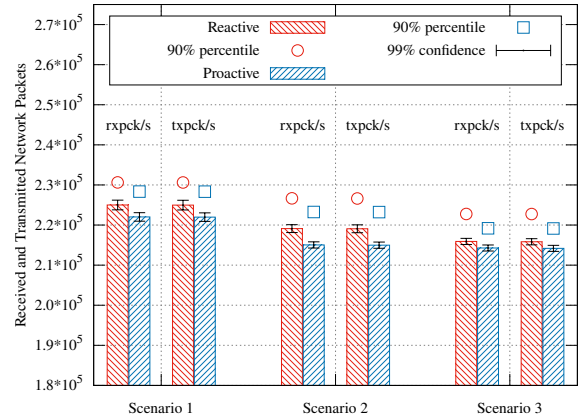 Received and Transmitted Network Packets
2.7*10^5
2.6*10^5
2.5*10^5
2.4*10^5
2.3*10^5
2.2*10^5
2.1*10^5
2.0*10^5
1.9*10^5
1.8*10^5
Reactive
90% percentile
Proactive
90% percentile
99% confidence
rxpck/s txpck/s rxpck/s txpck/s rxpck/s txpck/s
Scenario 1 Scenario 2 Scenario 3